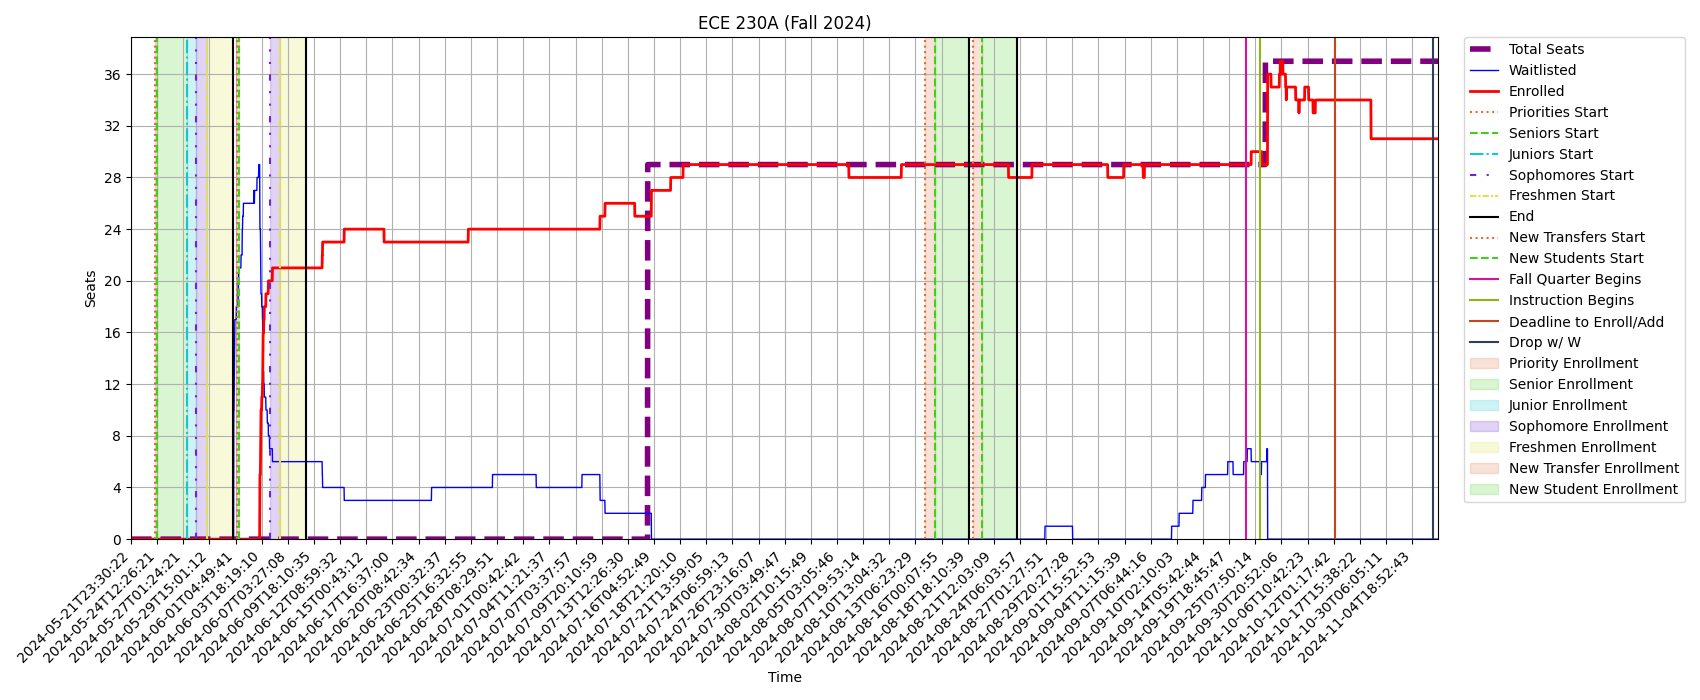 ECE 230A (Fall 2024)
Seats
36
32
28
24
20
16
12
8
4
0
2024-05-21T23:30:22
2024-05-24T12:26:21
2024-05-27T01:24:21
2024-05-29T15:01:12
2024-06-01T04:49:41
2024-06-03T18:19:10
2024-06-07T03:27:08
2024-06-09T18:10:35
2024-06-12T08:59:32
2024-06-15T00:43:12
2024-06-17T16:37:00
2024-06-20T08:42:34
2024-06-23T00:32:37
2024-06-25T16:32:55
2024-06-28T08:29:51
2024-07-01T00:42:42
2024-07-04T11:21:37
2024-07-07T03:37:57
2024-07-09T20:10:59
2024-07-13T12:26:30
2024-07-16T04:52:49
2024-07-18T21:20:10
2024-07-21T13:59:05
2024-07-24T06:59:13
2024-07-26T23:16:07
2024-07-30T03:49:47
2024-08-02T10:15:49
2024-08-05T03:05:46
2024-08-07T19:53:14
2024-08-10T13:04:32
2024-08-13T06:23:29
2024-08-16T00:07:55
2024-08-18T18:10:39
2024-08-21T12:03:09
2024-08-24T06:03:57
2024-08-27T01:27:51
2024-08-29T20:27:28
2024-09-01T15:52:53
2024-09-04T11:15:39
2024-09-07T06:44:16
2024-09-10T02:10:03
2024-09-14T05:42:44
2024-09-19T18:45:47
2024-09-25T07:50:14
2024-09-30T20:52:06
2024-10-06T10:42:23
2024-10-12T01:17:42
2024-10-17T15:38:22
2024-10-30T06:05:11
2024-11-04T18:52:43
Time
Total Seats
Waitlisted
Enrolled
Priorities Start
Seniors Start
Juniors Start
Sophomores Start
Freshmen Start
End
New Transfers Start
New Students Start
Fall Quarter Begins
Instruction Begins
Deadline to Enroll/Add
Drop w/ W
Priority Enrollment
Senior Enrollment
Junior Enrollment
Sophomore Enrollment
Freshmen Enrollment
New Transfer Enrollment
New Student Enrollment